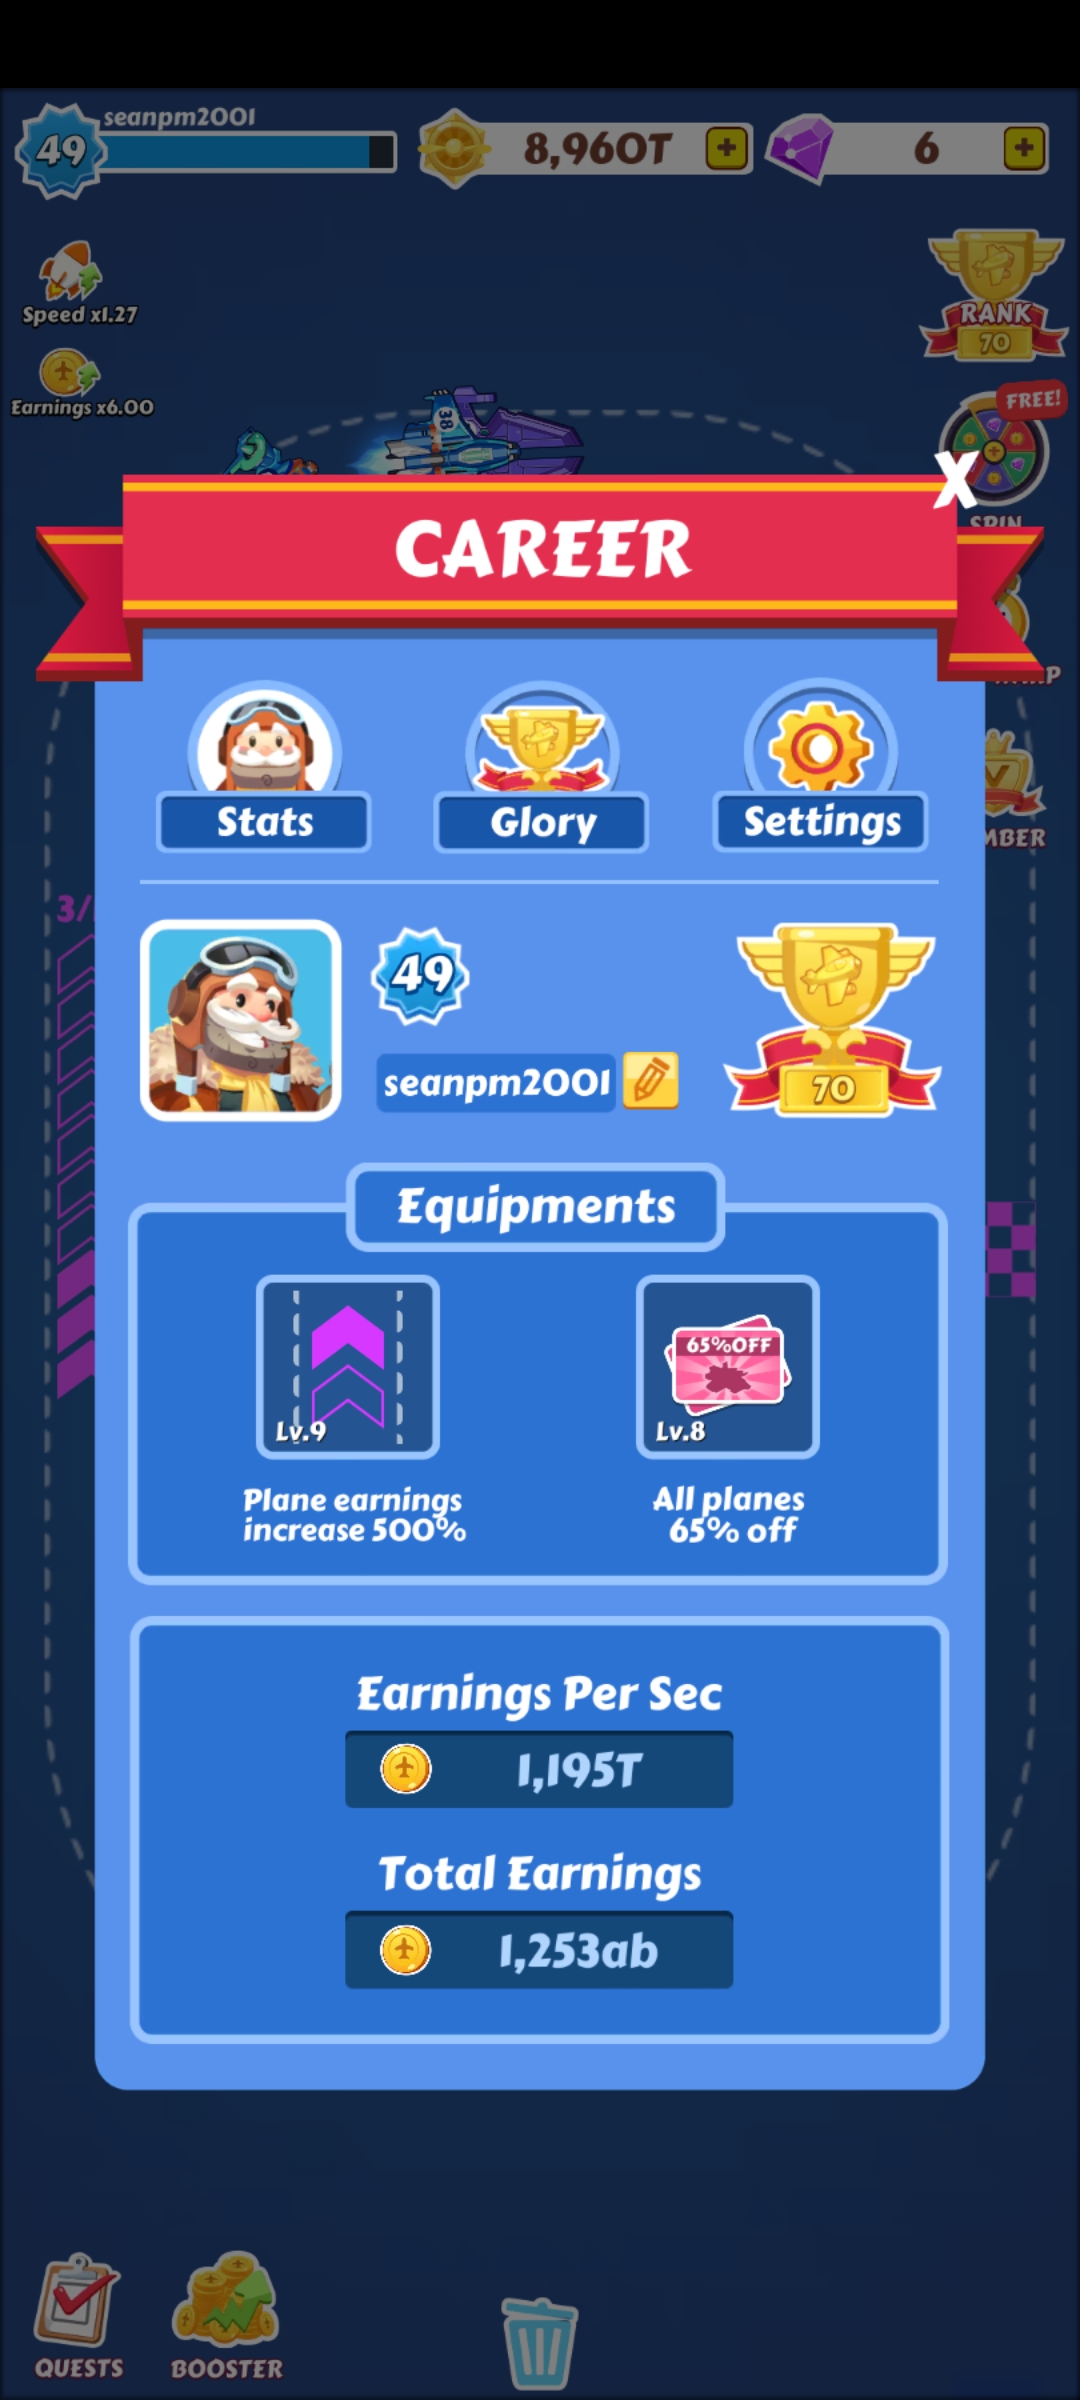 seanpm2001
49
8,960T
6
Speed x1.27
RANK
70
Earnings x6.00
FREE!
38
X
SPIN
CAREER
Stats
Glory
Settings
3/
49
seanpm2001
70
Equipments
65%OFF
Lv.9
Lv.8
Plane earnings
increase 500%
All planes
65% off
Earnings Per Sec
1,195T
Total Earnings
1,253ab
QUESTS
BOOSTER